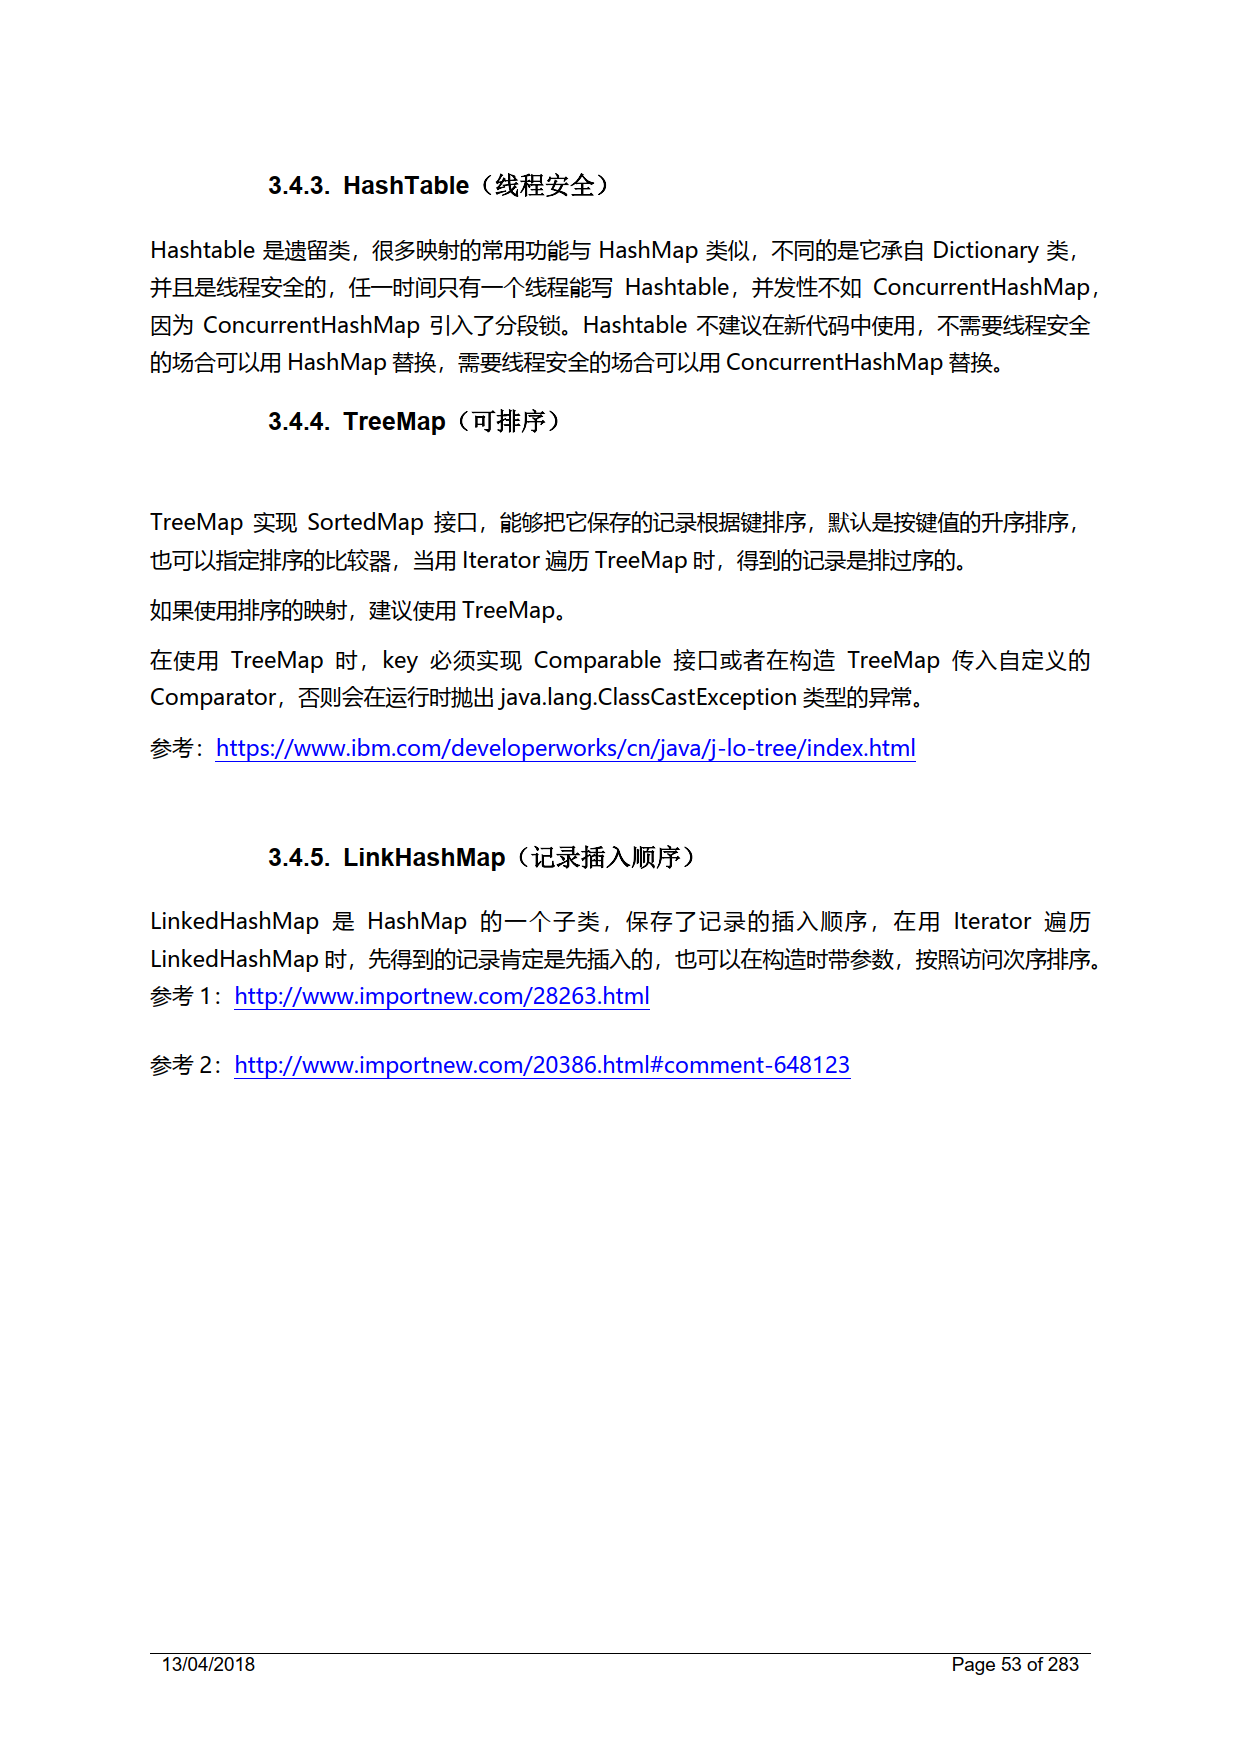 3.4.3. HashTable（线程安全）
Hashtable 是遗留类，很多映射的常用功能与 HashMap 类似，不同的是它承自 Dictionary 类，
并且是线程安全的，任一时间只有一个线程能写 Hashtable，并发性不如 ConcurrentHashMap，
因为 ConcurrentHashMap 引入了分段锁。Hashtable 不建议在新代码中使用，不需要线程安全
的场合可以用 HashMap 替换，需要线程安全的场合可以用 ConcurrentHashMap 替换。
3.4.4. TreeMap（可排序）
TreeMap 实现 SortedMap 接口，能够把它保存的记录根据键排序，默认是按键值的升序排序，
也可以指定排序的比较器，当用 Iterator 遍历 TreeMap 时，得到的记录是排过序的。
如果使用排序的映射，建议使用 TreeMap。
在使用 TreeMap 时，key 必须实现 Comparable 接口或者在构造 TreeMap 传入自定义的
Comparator，否则会在运行时抛出 java.lang.ClassCastException 类型的异常。
参考：https://www.ibm.com/developerworks/cn/java/j-lo-tree/index.html
3.4.5. LinkHashMap（记录插入顺序）
LinkedHashMap 是 HashMap 的一个子类，保存了记录的插入顺序，在用 Iterator 遍历
LinkedHashMap 时，先得到的记录肯定是先插入的，也可以在构造时带参数，按照访问次序排序。
参考 1：http://www.importnew.com/28263.html
参考 2：http://www.importnew.com/20386.html#comment-648123
13/04/2018 Page 53 of 283